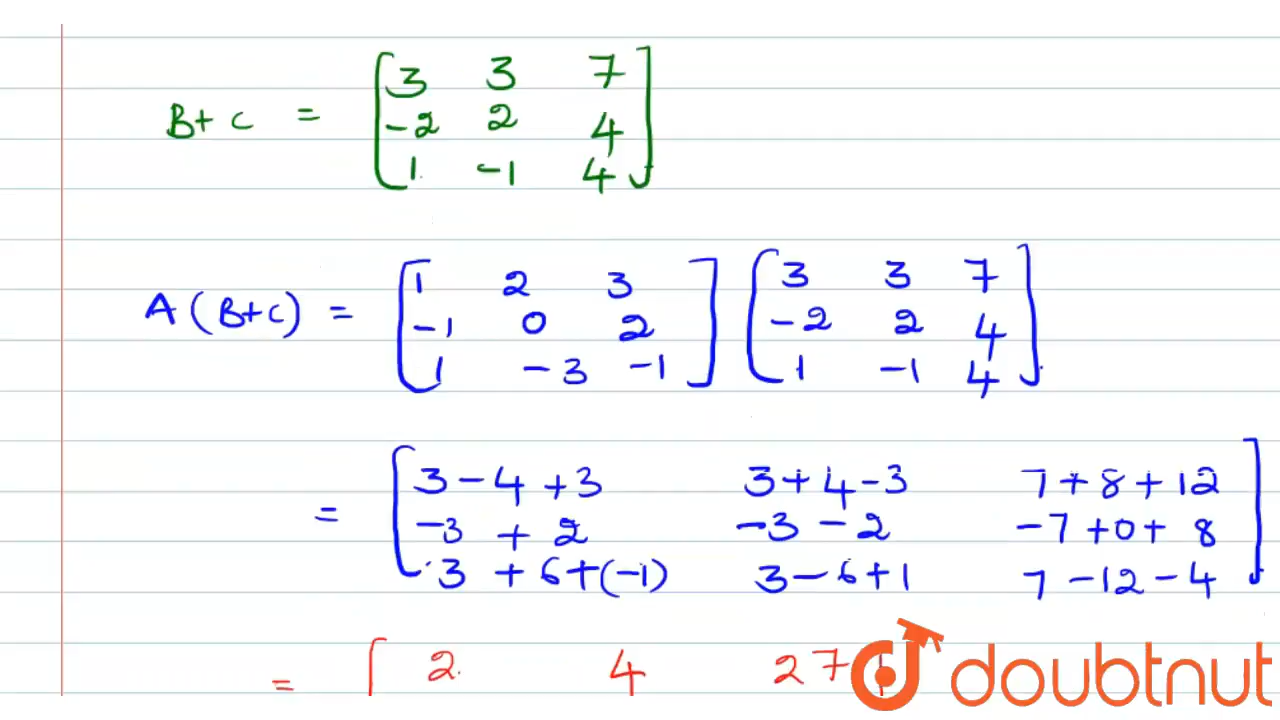 3 3 7
B+ C = -2 2 4
1 -1 4
1 2 3 3 3 7
A (B+C) = -1 0 2 -2 2 4
1 -3 -1 1 -1 4
3-4+3 3+4-3 7+8+12
= -3 + 2 -3 - 2 -7+0+ 8
3 + 6+(-1) 3-6+1 7-12-4
= 2 4 27
doubtnut